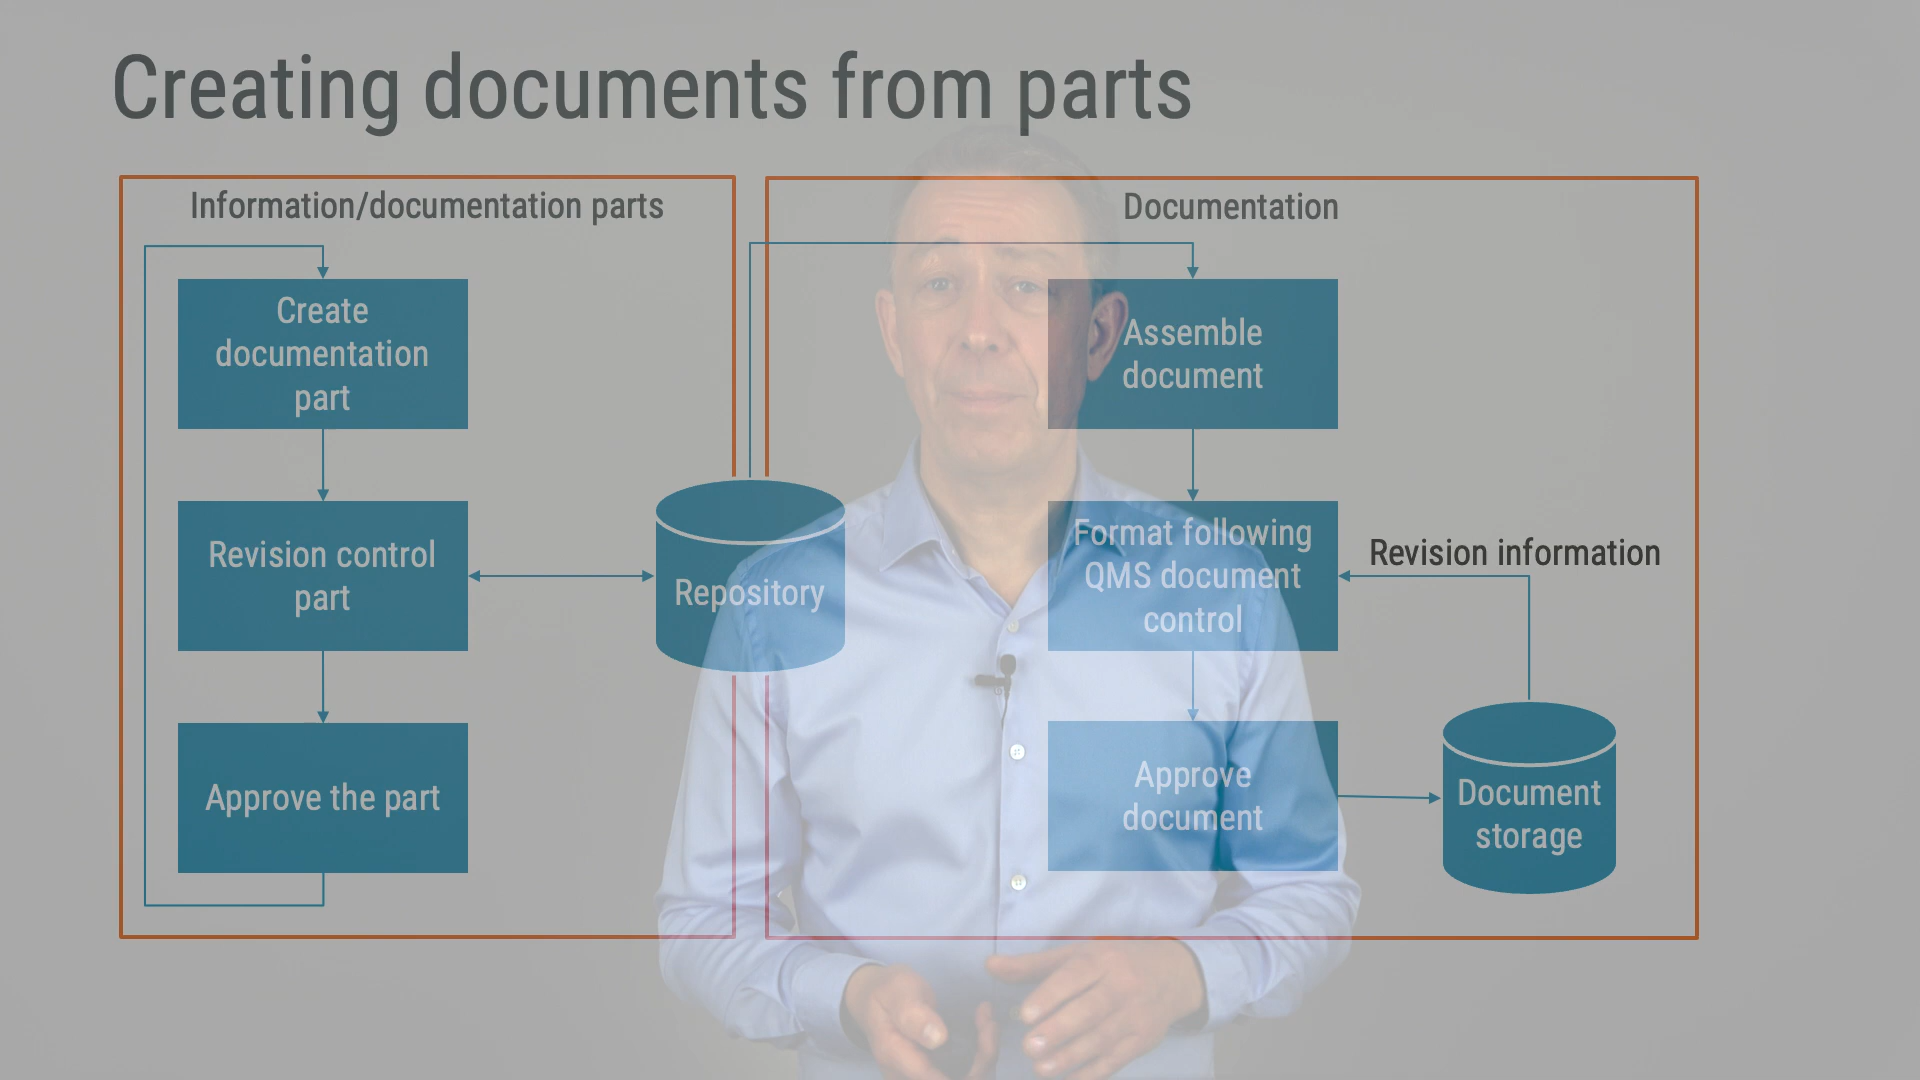 Creating documents from parts
Information/documentation parts
Create
documentation
part
Revision control
part
Approve the part
Repository
Documentation
Assemble
document
Format following
QMS document
control
Revision information
Approve
document
Document
storage